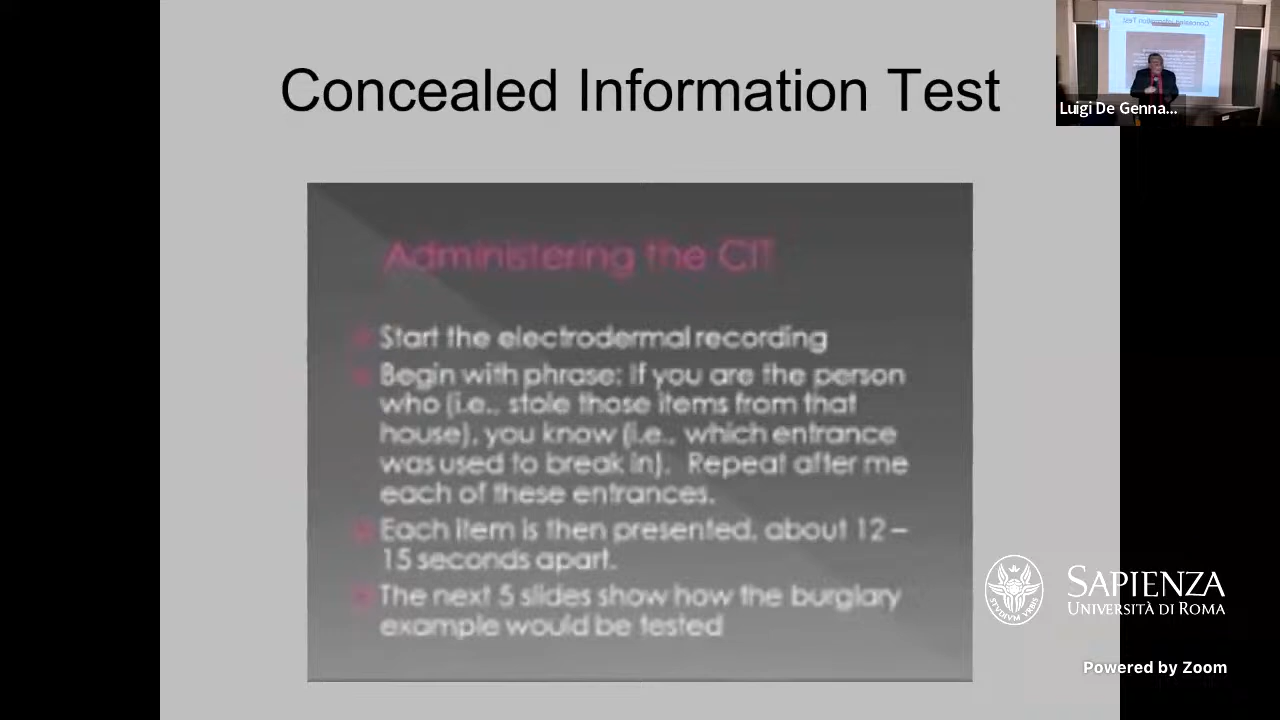 Concealed Information Test
Luigi De Genna...
Administering the CIT
Start the electrodermal recording
Begin with phrase: If you are the person
who (i.e., stole those items from that
house), you know (i.e., which entrance
was used to break in). Repeat after me
each of these entrances.
Each item is then presented, about 12 –
15 seconds apart.
The next 5 slides show how the burglary
example would be tested
STVDIVM VRBIS
SAPIENZA
UNIVERSITÀ DI ROMA
Powered by Zoom